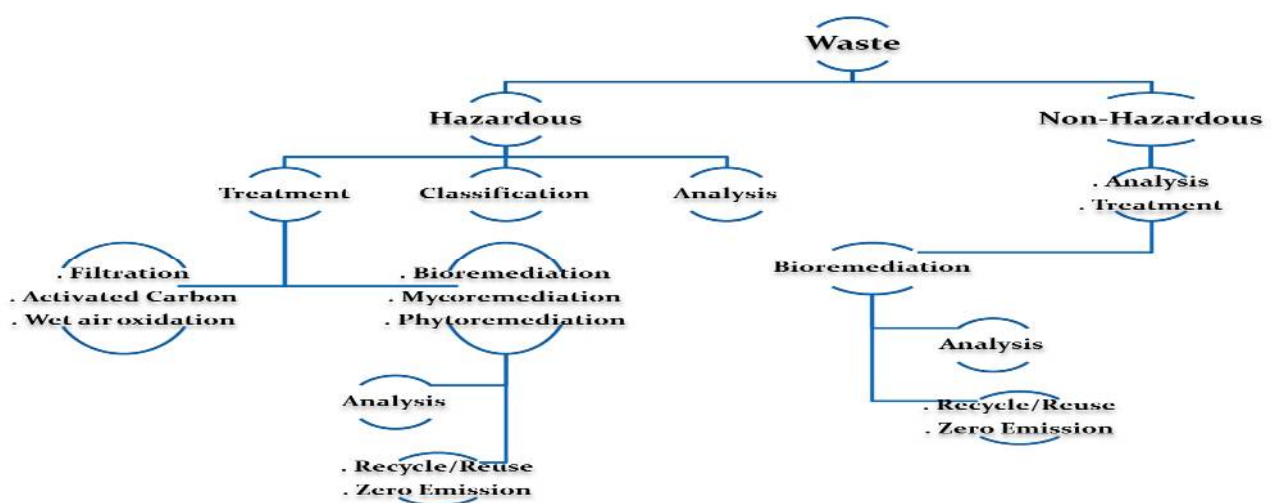 Waste
Hazardous
Non-Hazardous
Treatment
Classification
Analysis
. Analysis
. Treatment
. Filtration
. Activated Carbon
. Wet air oxidation
. Bioremediation
. Mycoremediation
. Phytoremediation
Bioremediation
Analysis
. Recycle/Reuse
. Zero Emission
Analysis
. Recycle/Reuse
. Zero Emission